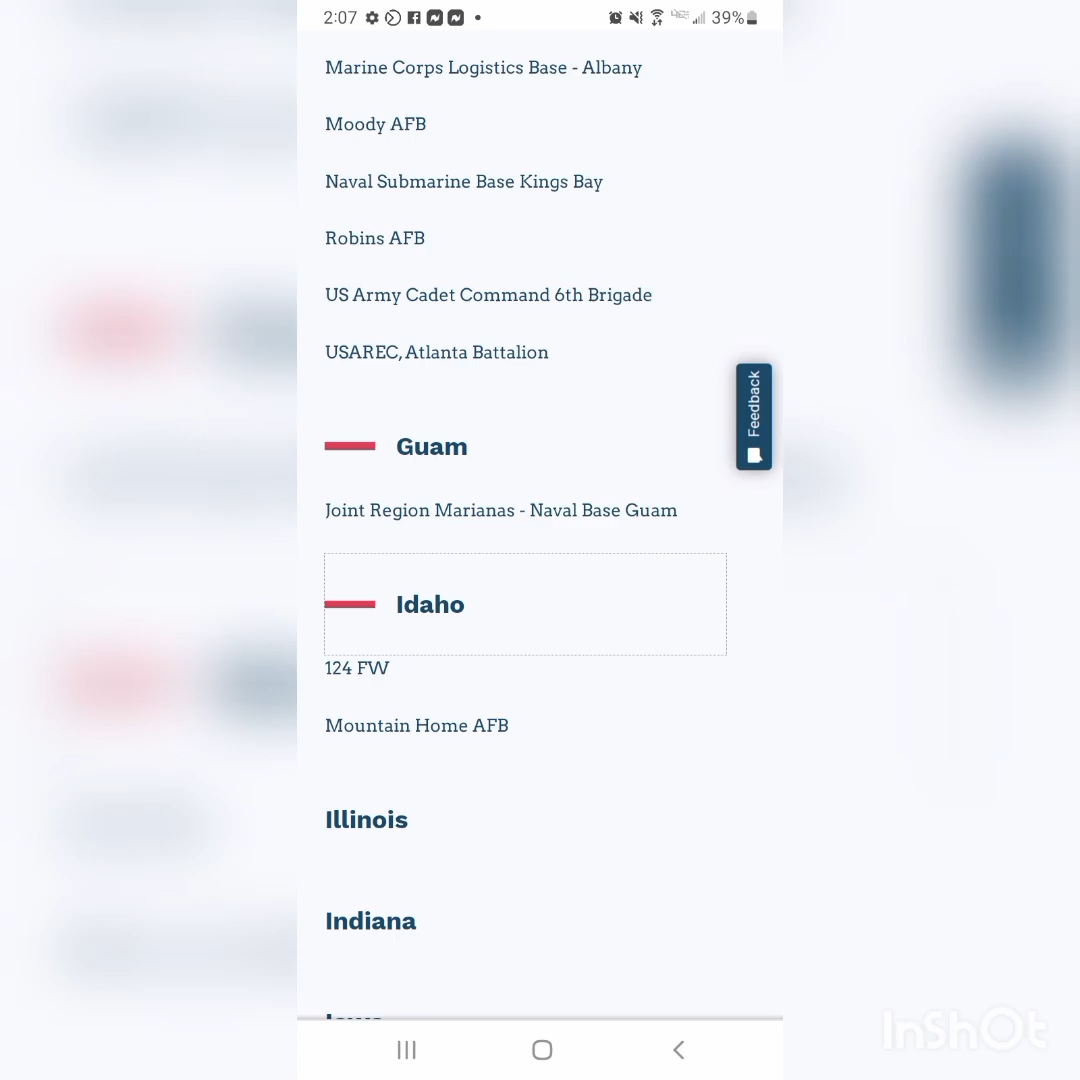 2:07 39%
Marine Corps Logistics Base - Albany
Moody AFB
Naval Submarine Base Kings Bay
Robins AFB
US Army Cadet Command 6th Brigade
USAREC, Atlanta Battalion
Feedback
Guam
Joint Region Marianas - Naval Base Guam
Idaho
124 FW
Mountain Home AFB
Illinois
Indiana
InShOt